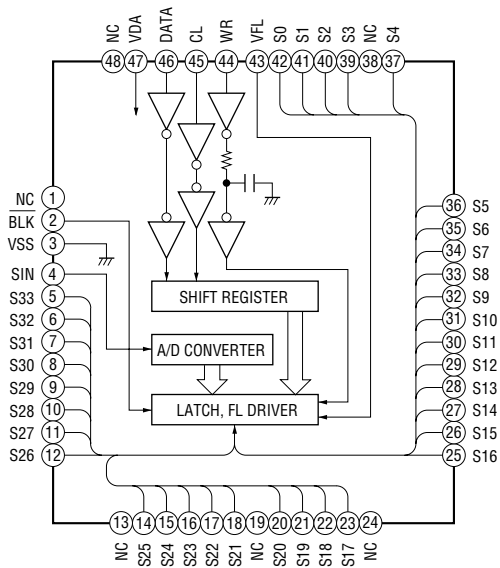 NC VDA DATA CL WR VFL S0 S1 S2 S3 NC S4
48 47 46 45 44 43 42 41 40 39 38 37
NC 1
BLK 2
VSS 3
SIN 4
S33 5
S32 6
S31 7
S30 8
S29 9
S28 10
S27 11
S26 12
SHIFT REGISTER
A/D CONVERTER
LATCH, FL DRIVER
36 S5
35 S6
34 S7
33 S8
32 S9
31 S10
30 S11
29 S12
28 S13
27 S14
26 S15
25 S16
13 14 15 16 17 18 19 20 21 22 23 24
NC S25 S24 S23 S22 S21 NC S20 S19 S18 S17 NC